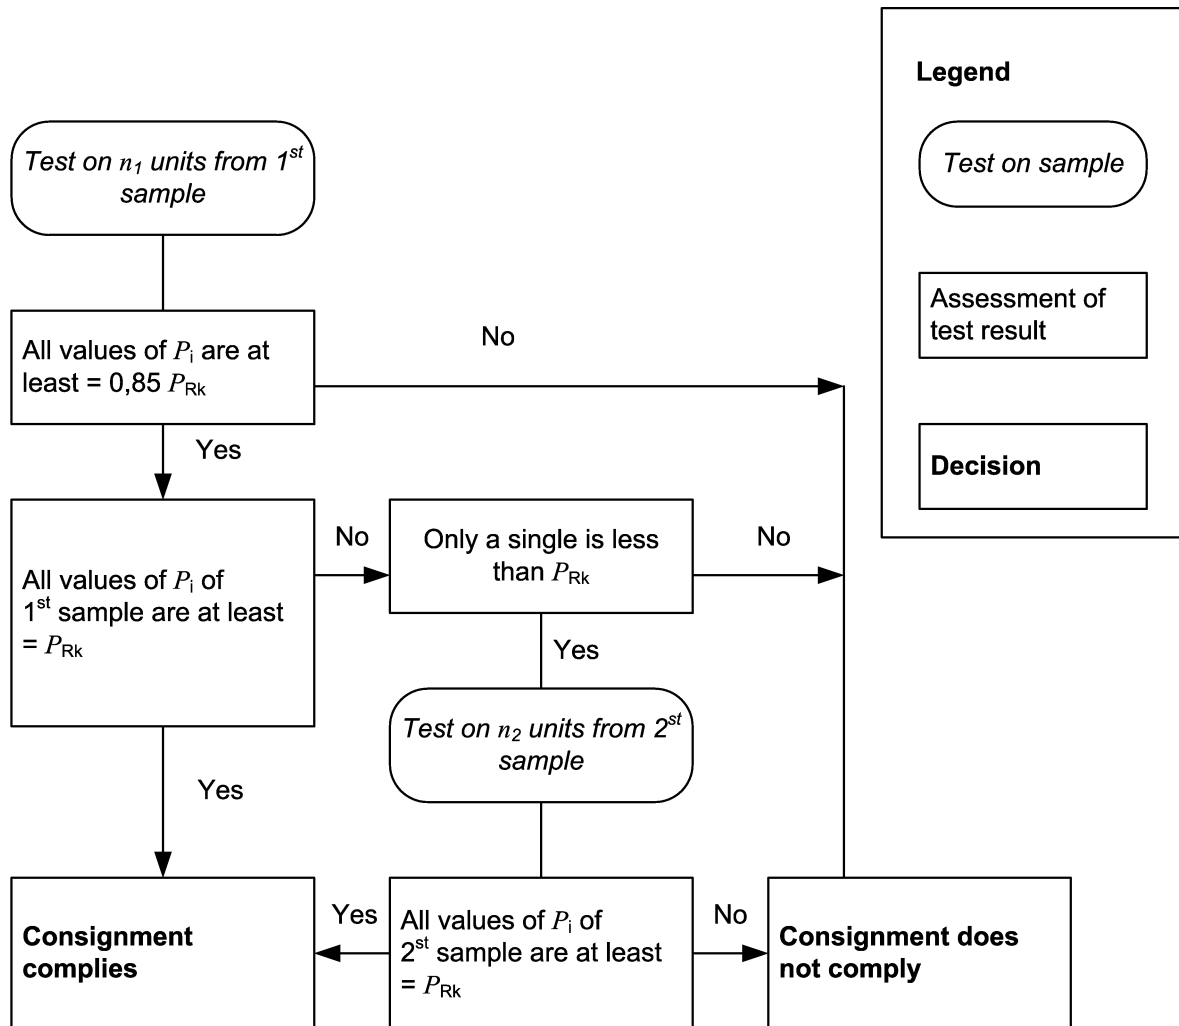 Legend
Test on n1 units from 1st
sample
Test on sample
Assessment of
test result
No
All values of Pi are at
least = 0,85 PRk
Yes
Decision
No
Only a single is less
than PRk
No
All values of Pi of
1st sample are at least
= PRk
Yes
Test on n2 units from 2st
sample
Yes
Consignment
complies
Yes
All values of Pi of
2st sample are at least
= PRk
No
Consignment does
not comply